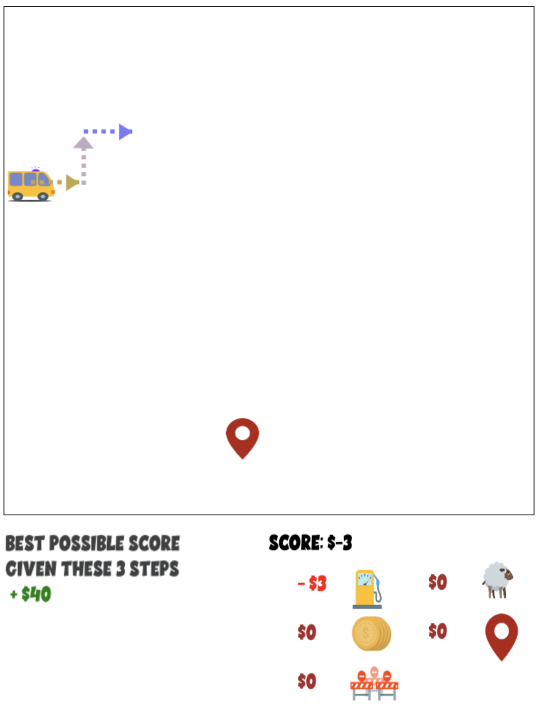 BEST POSSIBLE SCORE
GIVEN THESE 3 STEPS
+ $40
SCORE: $-3
- $3
$0
$0
$0
$0